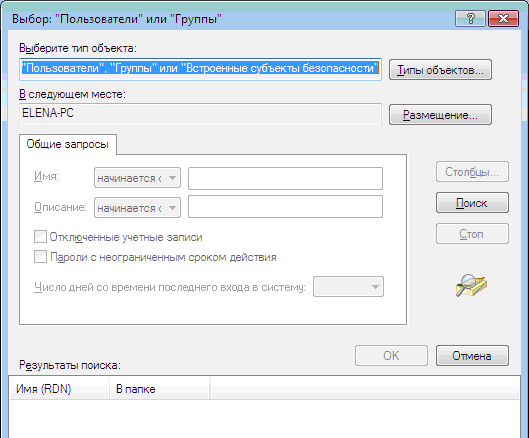 Выбор: "Пользователи" или "Группы"
Выберите тип объекта:
"Пользователи", "Группы" или "Встроенные субъекты безопасности"
Типы объектов...
В следующем месте:
ELENA-PC
Размещение...
Общие запросы
Имя:
начинается с
Столбцы...
Описание:
начинается с
Поиск
Отключенные учетные записи
Стоп
Пароли с неограниченным сроком действия
Число дней со времени последнего входа в систему:
OK
Отмена
Результаты поиска:
Имя (RDN)
В папке